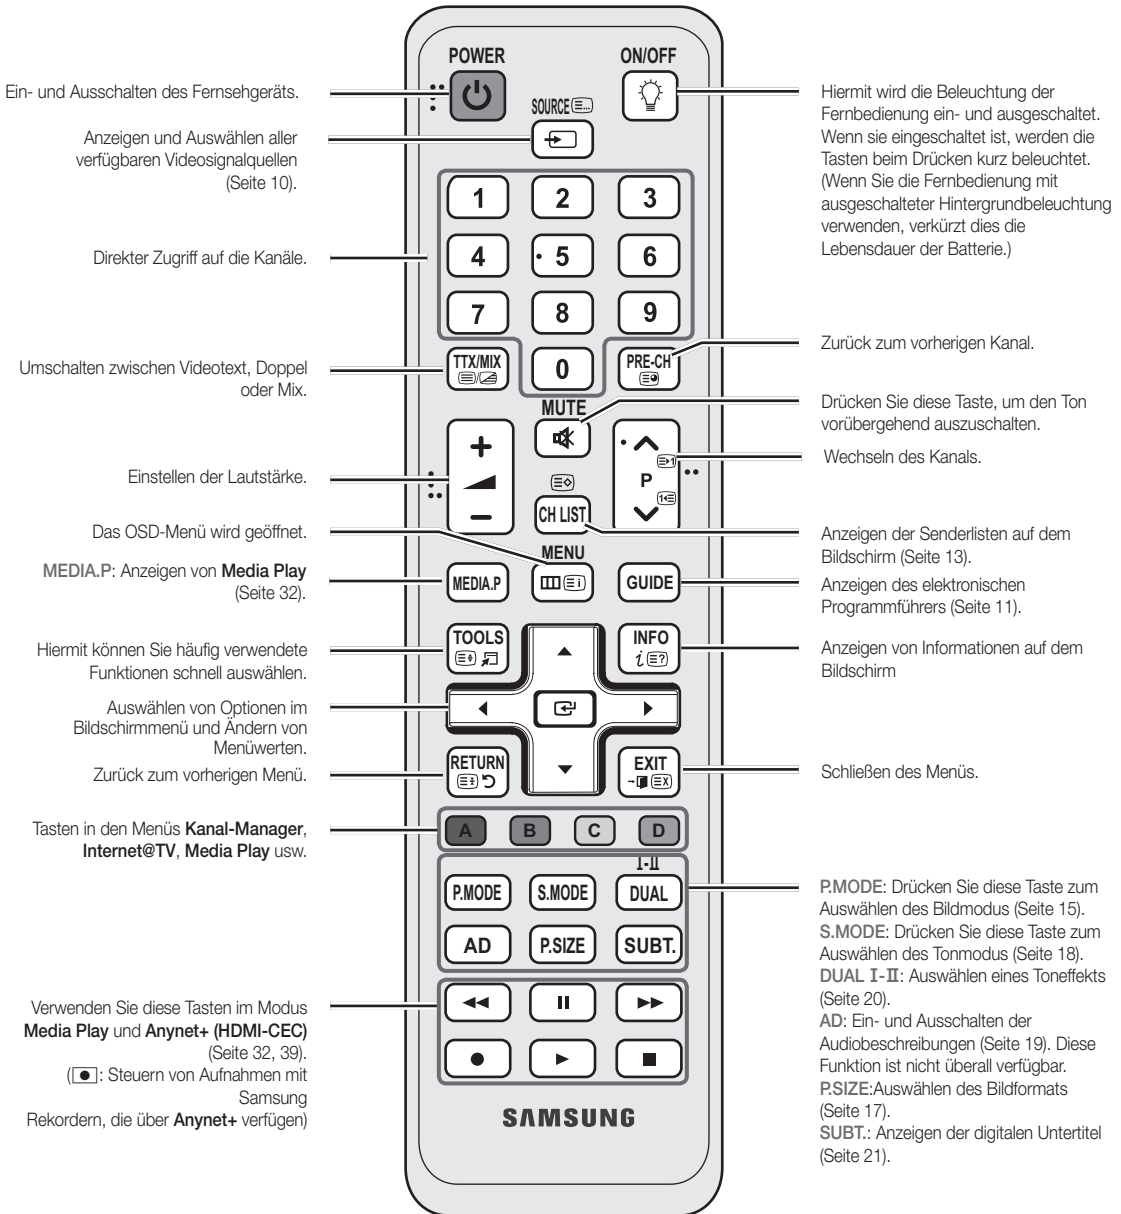 POWER
ON/OFF
Ein- und Ausschalten des Fernsehgeräts.
SOURCE
Anzeigen und Auswählen aller
verfügbaren Videosignalquellen
(Seite 10).
Hiermit wird die Beleuchtung der
Fernbedienung ein- und ausgeschaltet.
Wenn sie eingeschaltet ist, werden die
Tasten beim Drücken kurz beleuchtet.
(Wenn Sie die Fernbedienung mit
ausgeschalteter Hintergrundbeleuchtung
verwenden, verkürzt dies die
Lebensdauer der Batterie.)
1 2 3
Direkter Zugriff auf die Kanäle.
4 5 6
7 8 9
TTX/MIX 0 PRE-CH
Zurück zum vorherigen Kanal.
Umschalten zwischen Videotext, Doppel
oder Mix.
MUTE
Drücken Sie diese Taste, um den Ton
vorübergehend auszuschalten.
Wechseln des Kanals.
P
Einstellen der Lautstärke.
CH LIST
Das OSD-Menü wird geöffnet.
Anzeigen der Senderlisten auf dem
Bildschirm (Seite 13).
MENU
MEDIA.P: Anzeigen von Media Play
(Seite 32).
MEDIA.P
GUIDE
Anzeigen des elektronischen
Programmführers (Seite 11).
TOOLS
INFO
Hiermit können Sie häufig verwendete
Funktionen schnell auswählen.
Anzeigen von Informationen auf dem
Bildschirm
Auswählen von Optionen im
Bildschirmmenü und Ändern von
Menüwerten.
RETURN
EXIT
Zurück zum vorherigen Menü.
Schließen des Menüs.
Tasten in den Menüs Kanal-Manager,
Internet@TV, Media Play usw.
A B C D
I-II
P.MODE S.MODE DUAL
AD P.SIZE SUBT.
P.MODE: Drücken Sie diese Taste zum
Auswählen des Bildmodus (Seite 15).
S.MODE: Drücken Sie diese Taste zum
Auswählen des Tonmodus (Seite 18).
DUAL I-II: Auswählen eines Toneffekts
(Seite 20).
AD: Ein- und Ausschalten der
Audiobeschreibungen (Seite 19). Diese
Funktion ist nicht überall verfügbar.
P.SIZE:Auswählen des Bildformats
(Seite 17).
SUBT.: Anzeigen der digitalen Untertitel
(Seite 21).
Verwenden Sie diese Tasten im Modus
Media Play und Anynet+ (HDMI-CEC)
(Seite 32, 39).
(●: Steuern von Aufnahmen mit
Samsung
Rekordern, die über Anynet+ verfügen)
SAMSUNG